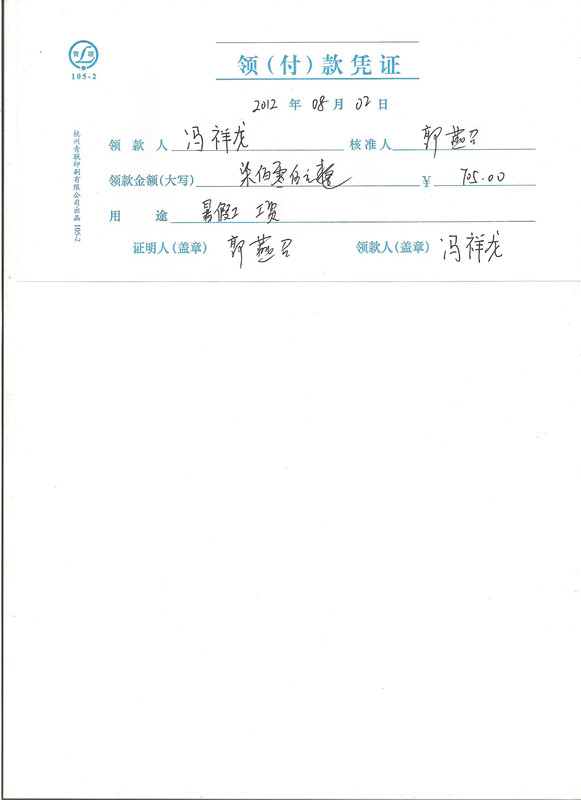 青联
105-2
领(付)款凭证
2012 年 08 月 02 日
领款人 冯祥龙 核准人 郭燕召
领款金额(大写) 柒佰零伍元整 ¥ 705.00
用途 暑假工 工资
证明人(盖章) 郭燕召 领款人(盖章) 冯祥龙
杭州青联印刷有限公司出品 105-2